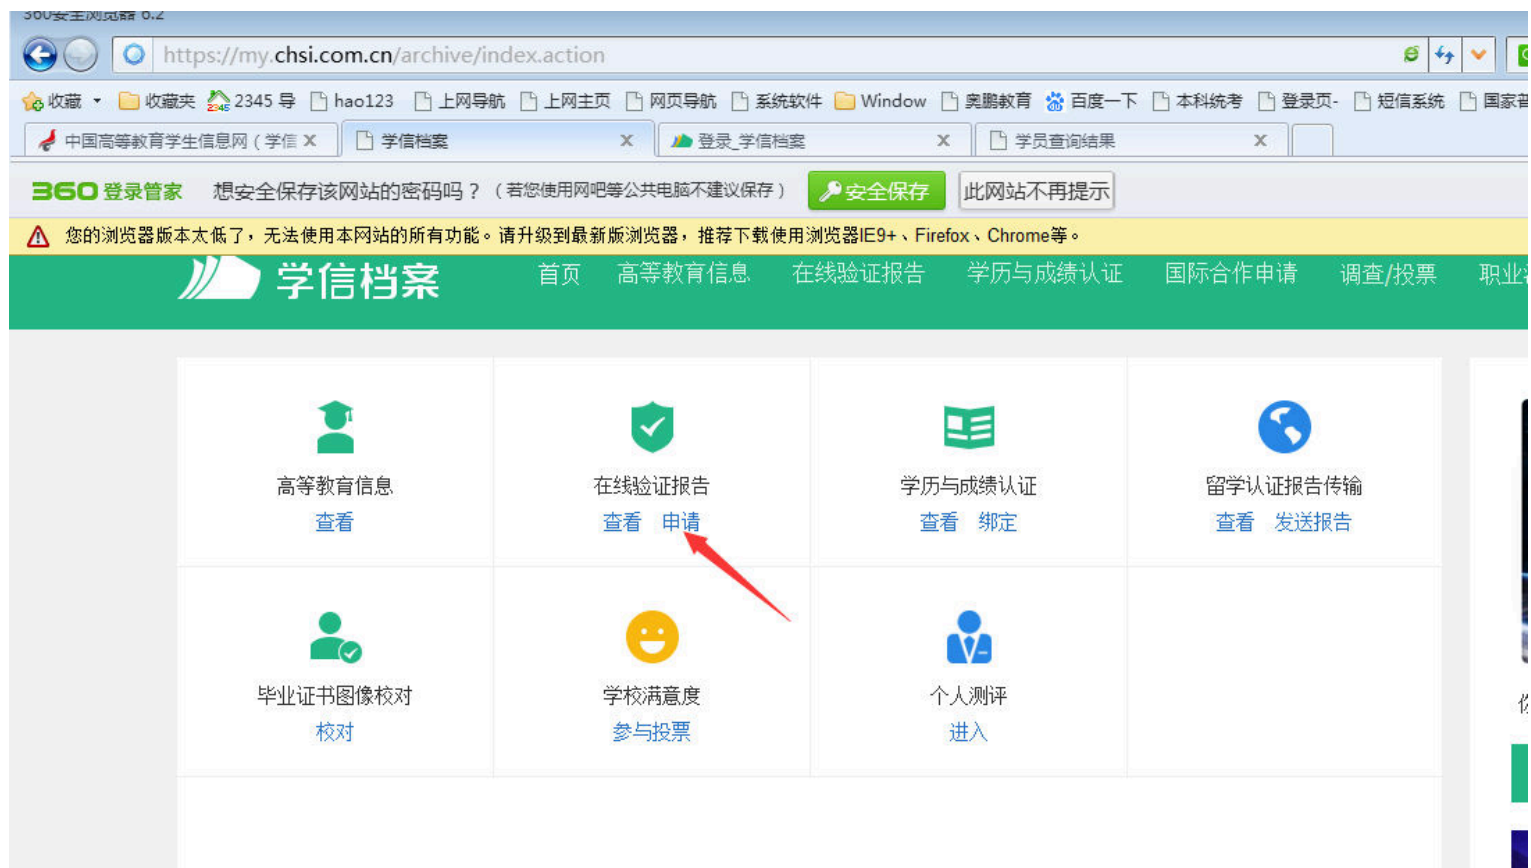 360安全浏览器 6.2
https://my.chsi.com.cn/archive/index.action
收藏 收藏夹 2345 导 hao123 上网导航 上网主页 网页导航 系统软件 Window 奥鹏教育 百度一下 本科统考 登录页- 短信系统 国家
中国高等教育学生信息网（学信 X 学信档案 X 登录_学信档案 X 学员查询结果 X
360 登录管家 想安全保存该网站的密码吗？（若您使用网吧等公共电脑不建议保存） 安全保存 此网站不再提示
您的浏览器版本太低了，无法使用本网站的所有功能。请升级到最新版浏览器，推荐下载使用浏览器IE9+、Firefox、Chrome等。
学信档案 首页 高等教育信息 在线验证报告 学历与成绩认证 国际合作申请 调查/投票 职业
高等教育信息 在线验证报告 学历与成绩认证 留学认证报告传输
查看 查看 申请 查看 绑定 查看 发送报告
毕业证书图像校对 学校满意度 个人测评
校对 参与投票 进入